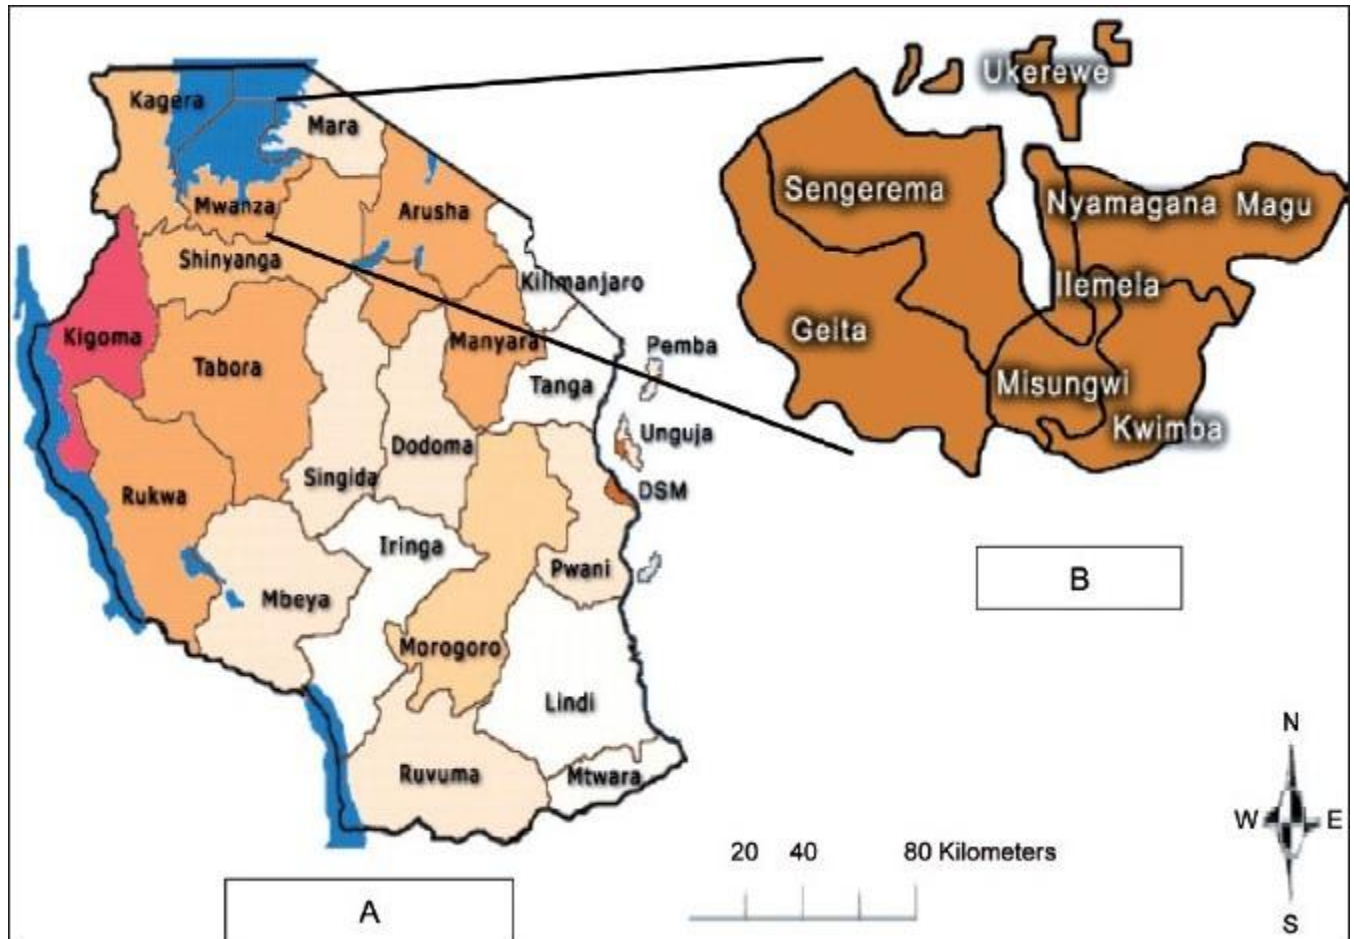 Kagera
Mara
Mwanza
Arusha
Shinyanga
Kilimanjaro
Kigoma
Tabora
Manyara
Pemba
Tanga
Unguja
Dodoma
Singida
DSM
Rukwa
Iringa
Pwani
Mbeya
Morogoro
Lindi
Ruvuma
Mtwara
A
Ukerewe
Sengerema
Nyamagana Magu
Ilemela
Geita
Misungwi
Kwimba
B
20 40 80 Kilometers
N
W E
S